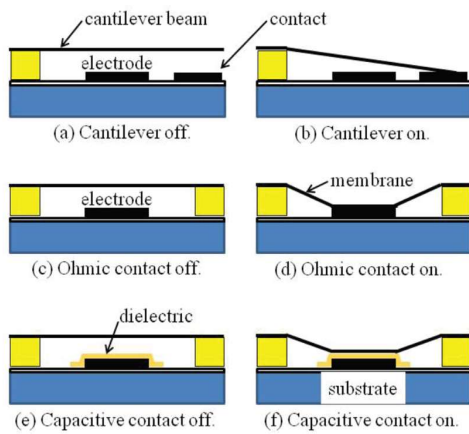 cantilever beam
contact
electrode
(a) Cantilever off.
(b) Cantilever on.
electrode
membrane
(c) Ohmic contact off.
(d) Ohmic contact on.
dielectric
substrate
(e) Capacitive contact off.
(f) Capacitive contact on.